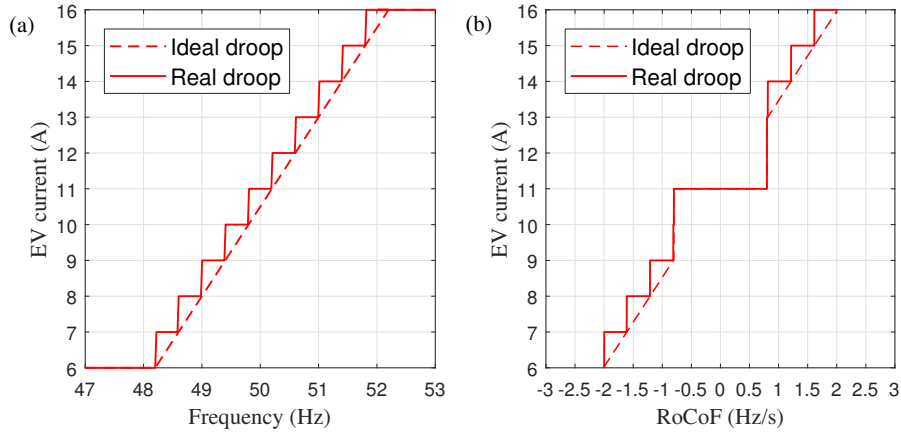 (a)
EV current (A)
16
15
14
13
12
11
10
9
8
7
6
Ideal droop
Real droop
47 48 49 50 51 52 53
Frequency (Hz)
(b)
EV current (A)
16
15
14
13
12
11
10
9
8
7
6
Ideal droop
Real droop
-3 -2.5 -2 -1.5 -1 -0.5 0 0.5 1 1.5 2 2.5 3
RoCoF (Hz/s)